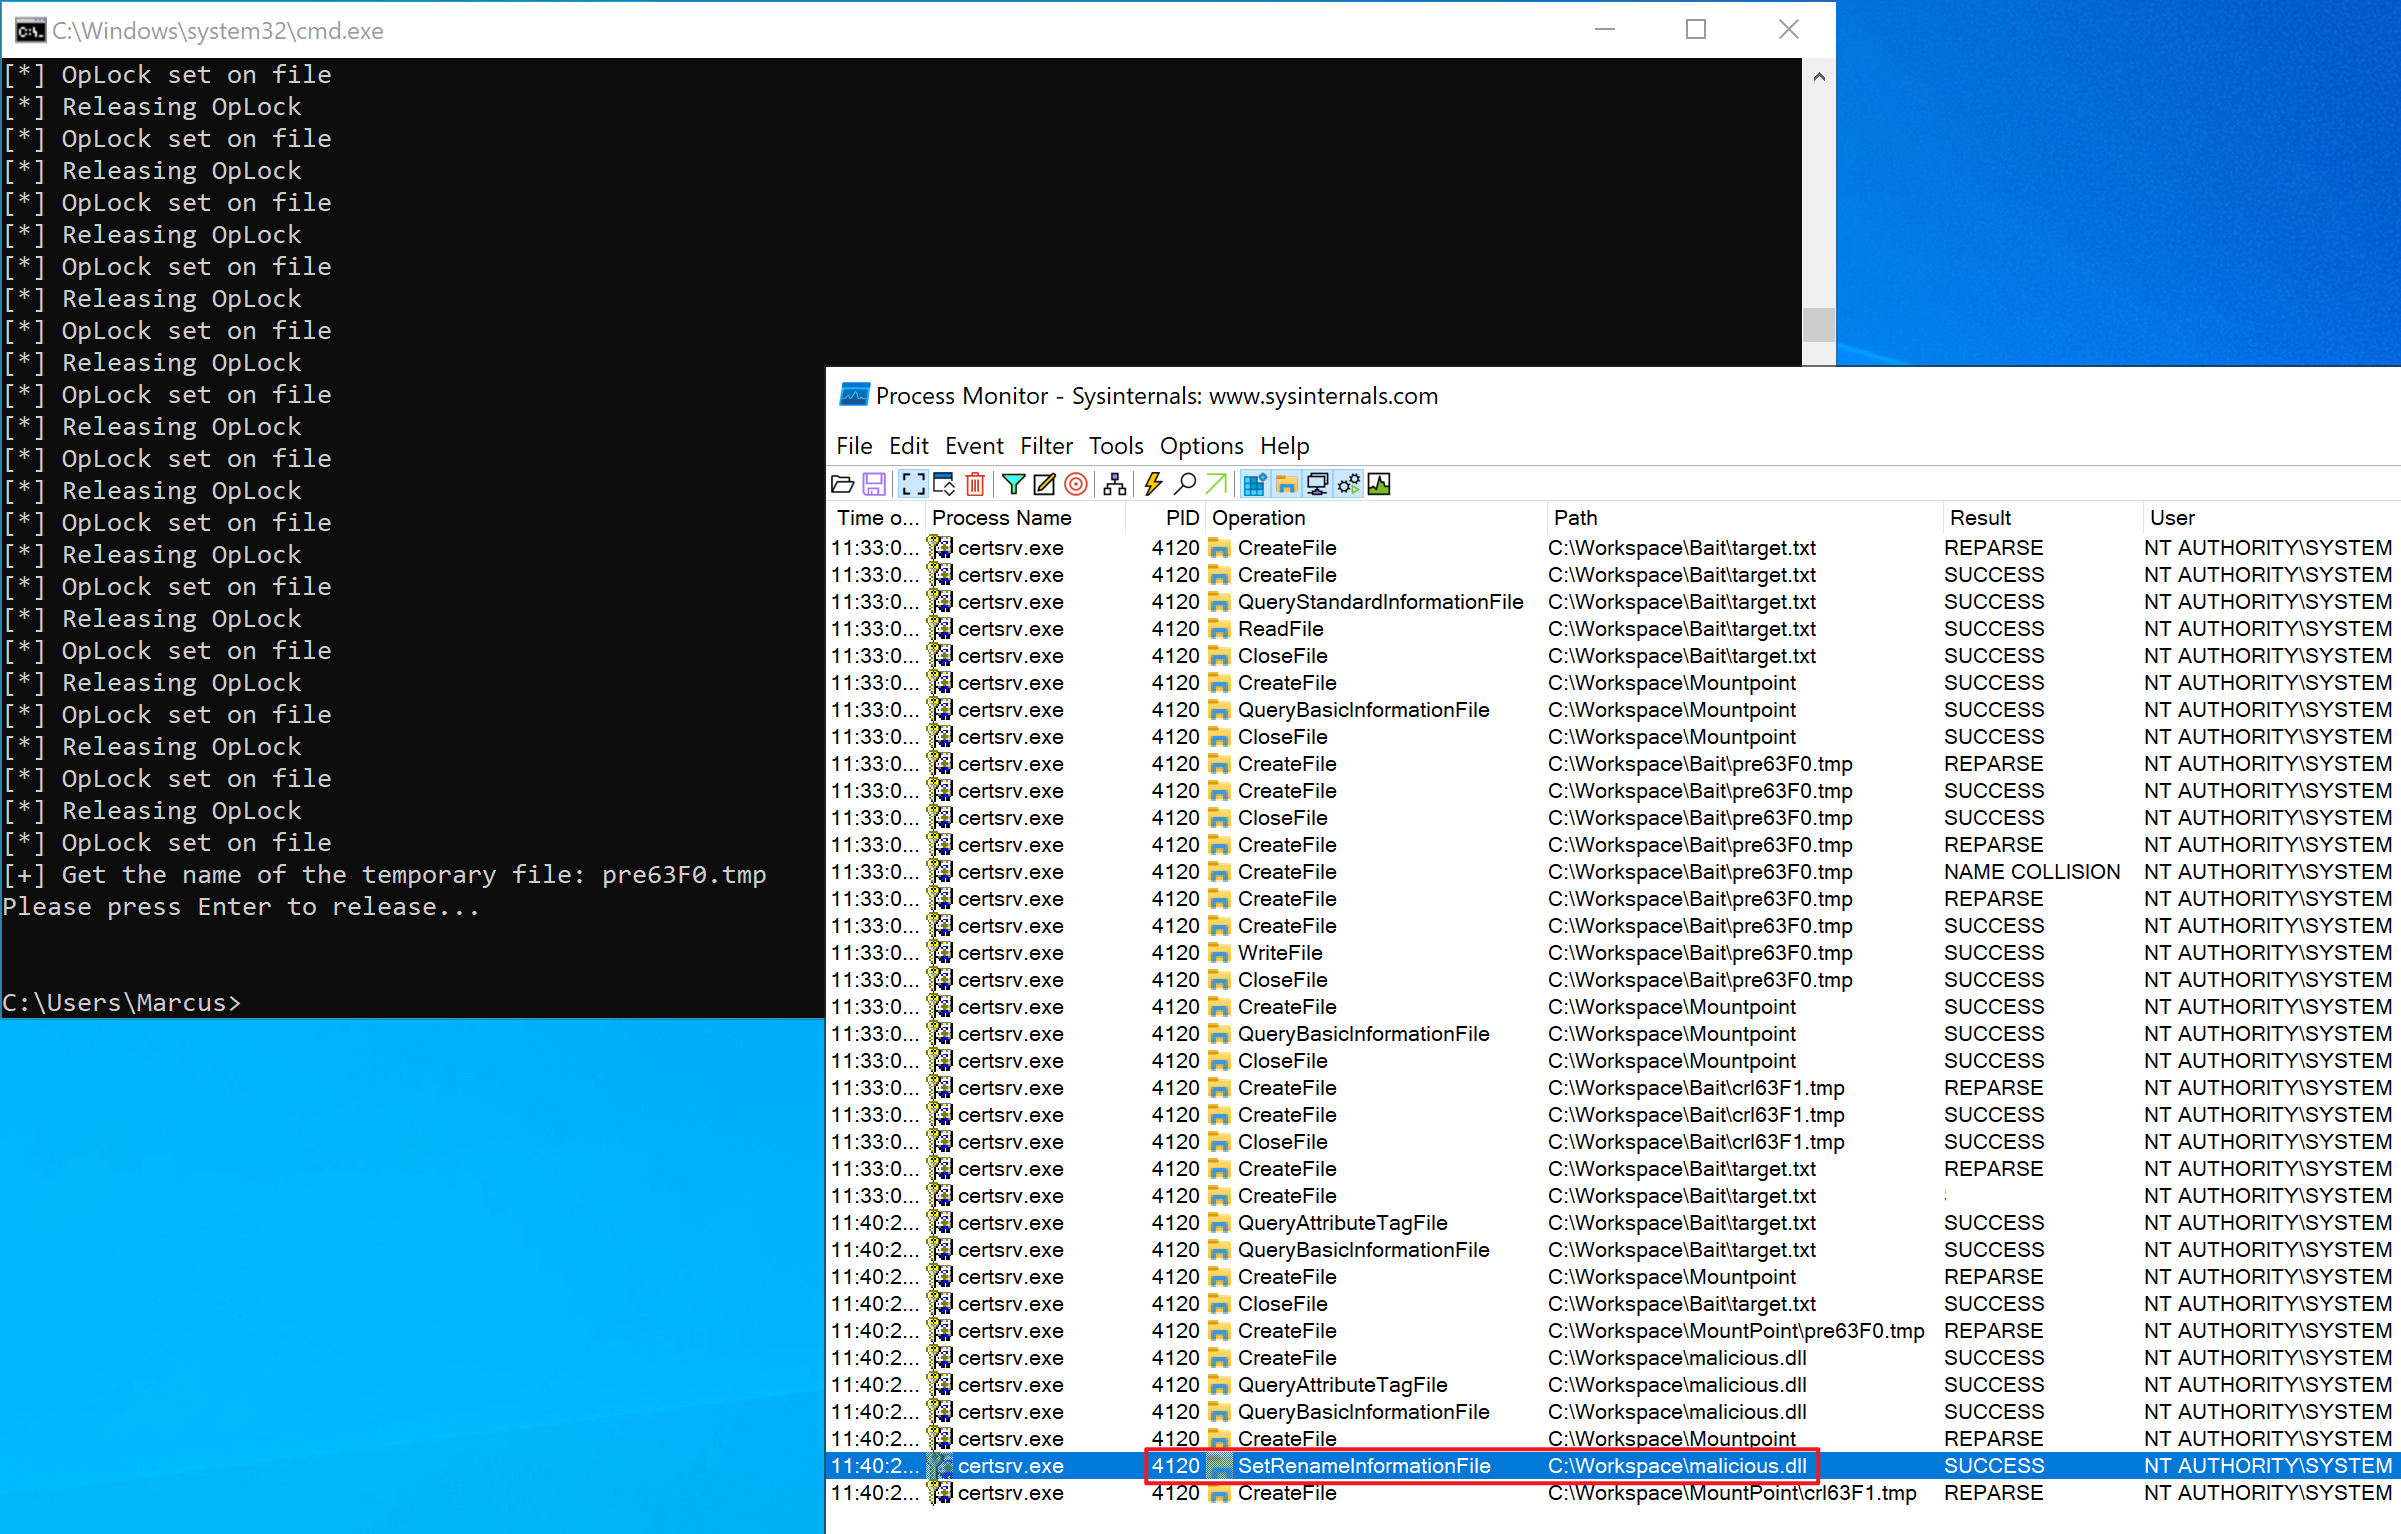 C:\Windows\system32\cmd.exe
[*] OpLock set on file
[*] Releasing OpLock
[*] OpLock set on file
[*] Releasing OpLock
[*] OpLock set on file
[*] Releasing OpLock
[*] OpLock set on file
[*] Releasing OpLock
[*] OpLock set on file
[*] Releasing OpLock
[*] OpLock set on file
[*] Releasing OpLock
[*] OpLock set on file
[*] Releasing OpLock
[*] OpLock set on file
[*] Releasing OpLock
[*] OpLock set on file
[*] Releasing OpLock
[*] OpLock set on file
[*] Releasing OpLock
[*] OpLock set on file
[*] Releasing OpLock
[*] OpLock set on file
[*] Releasing OpLock
[*] OpLock set on file
[+] Get the name of the temporary file: pre63F0.tmp
Please press Enter to release...
C:\Users\Marcus>
Process Monitor - Sysinternals: www.sysinternals.com
File Edit Event Filter Tools Options Help
Time o... Process Name PID Operation Path Result User
11:33:0... certsrv.exe 4120 CreateFile C:\Workspace\Bait\target.txt REPARSE NT AUTHORITY\SYSTEM
11:33:0... certsrv.exe 4120 CreateFile C:\Workspace\Bait\target.txt SUCCESS NT AUTHORITY\SYSTEM
11:33:0... certsrv.exe 4120 QueryStandardInformationFile C:\Workspace\Bait\target.txt SUCCESS NT AUTHORITY\SYSTEM
11:33:0... certsrv.exe 4120 ReadFile C:\Workspace\Bait\target.txt SUCCESS NT AUTHORITY\SYSTEM
11:33:0... certsrv.exe 4120 CloseFile C:\Workspace\Bait\target.txt SUCCESS NT AUTHORITY\SYSTEM
11:33:0... certsrv.exe 4120 CreateFile C:\Workspace\Mountpoint SUCCESS NT AUTHORITY\SYSTEM
11:33:0... certsrv.exe 4120 QueryBasicInformationFile C:\Workspace\Mountpoint SUCCESS NT AUTHORITY\SYSTEM
11:33:0... certsrv.exe 4120 CloseFile C:\Workspace\Mountpoint SUCCESS NT AUTHORITY\SYSTEM
11:33:0... certsrv.exe 4120 CreateFile C:\Workspace\Bait\pre63F0.tmp REPARSE NT AUTHORITY\SYSTEM
11:33:0... certsrv.exe 4120 CreateFile C:\Workspace\Bait\pre63F0.tmp SUCCESS NT AUTHORITY\SYSTEM
11:33:0... certsrv.exe 4120 CloseFile C:\Workspace\Bait\pre63F0.tmp SUCCESS NT AUTHORITY\SYSTEM
11:33:0... certsrv.exe 4120 CreateFile C:\Workspace\Bait\pre63F0.tmp REPARSE NT AUTHORITY\SYSTEM
11:33:0... certsrv.exe 4120 CreateFile C:\Workspace\Bait\pre63F0.tmp NAME COLLISION NT AUTHORITY\SYSTEM
11:33:0... certsrv.exe 4120 CreateFile C:\Workspace\Bait\pre63F0.tmp REPARSE NT AUTHORITY\SYSTEM
11:33:0... certsrv.exe 4120 CreateFile C:\Workspace\Bait\pre63F0.tmp SUCCESS NT AUTHORITY\SYSTEM
11:33:0... certsrv.exe 4120 WriteFile C:\Workspace\Bait\pre63F0.tmp SUCCESS NT AUTHORITY\SYSTEM
11:33:0... certsrv.exe 4120 CloseFile C:\Workspace\Bait\pre63F0.tmp SUCCESS NT AUTHORITY\SYSTEM
11:33:0... certsrv.exe 4120 CreateFile C:\Workspace\Mountpoint SUCCESS NT AUTHORITY\SYSTEM
11:33:0... certsrv.exe 4120 QueryBasicInformationFile C:\Workspace\Mountpoint SUCCESS NT AUTHORITY\SYSTEM
11:33:0... certsrv.exe 4120 CloseFile C:\Workspace\Mountpoint SUCCESS NT AUTHORITY\SYSTEM
11:33:0... certsrv.exe 4120 CreateFile C:\Workspace\Bait\crl63F1.tmp REPARSE NT AUTHORITY\SYSTEM
11:33:0... certsrv.exe 4120 CreateFile C:\Workspace\Bait\crl63F1.tmp SUCCESS NT AUTHORITY\SYSTEM
11:33:0... certsrv.exe 4120 CloseFile C:\Workspace\Bait\crl63F1.tmp SUCCESS NT AUTHORITY\SYSTEM
11:33:0... certsrv.exe 4120 CreateFile C:\Workspace\Bait\target.txt REPARSE NT AUTHORITY\SYSTEM
11:33:0... certsrv.exe 4120 CreateFile C:\Workspace\Bait\target.txt NT AUTHORITY\SYSTEM
11:40:2... certsrv.exe 4120 QueryAttributeTagFile C:\Workspace\Bait\target.txt SUCCESS NT AUTHORITY\SYSTEM
11:40:2... certsrv.exe 4120 QueryBasicInformationFile C:\Workspace\Bait\target.txt SUCCESS NT AUTHORITY\SYSTEM
11:40:2... certsrv.exe 4120 CreateFile C:\Workspace\Mountpoint REPARSE NT AUTHORITY\SYSTEM
11:40:2... certsrv.exe 4120 CloseFile C:\Workspace\Bait\target.txt SUCCESS NT AUTHORITY\SYSTEM
11:40:2... certsrv.exe 4120 CreateFile C:\Workspace\MountPoint\pre63F0.tmp REPARSE NT AUTHORITY\SYSTEM
11:40:2... certsrv.exe 4120 CreateFile C:\Workspace\malicious.dll SUCCESS NT AUTHORITY\SYSTEM
11:40:2... certsrv.exe 4120 QueryAttributeTagFile C:\Workspace\malicious.dll SUCCESS NT AUTHORITY\SYSTEM
11:40:2... certsrv.exe 4120 QueryBasicInformationFile C:\Workspace\malicious.dll SUCCESS NT AUTHORITY\SYSTEM
11:40:2... certsrv.exe 4120 CreateFile C:\Workspace\Mountpoint REPARSE NT AUTHORITY\SYSTEM
11:40:2... certsrv.exe 4120 SetRenameInformationFile C:\Workspace\malicious.dll SUCCESS NT AUTHORITY\SYSTEM
11:40:2... certsrv.exe 4120 CreateFile C:\Workspace\MountPoint\crl63F1.tmp REPARSE NT AUTHORITY\SYSTEM